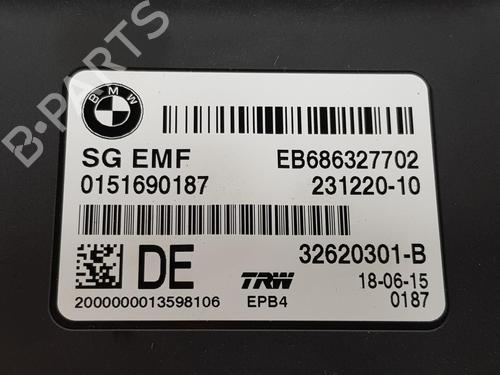 B-PARTS
BMW
SG EMF
EB686327702
0151690187
231220-10
DE
TRW
32620301-B
18-06-15
2000000013598106
EPB4
0187